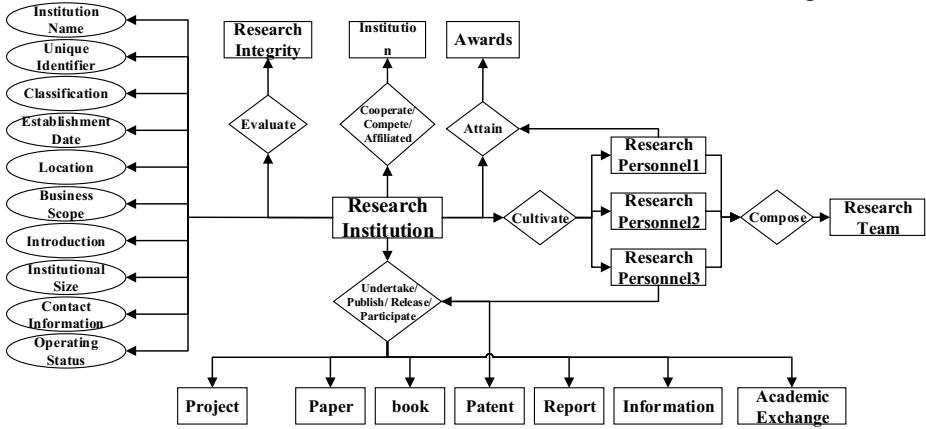 Institution
Name
Unique
Identifier
Classification
Establishment
Date
Location
Business
Scope
Introduction
Institutional
Size
Contact
Information
Operating
Status
Research
Integrity
Institutio
n
Awards
Evaluate
Cooperate/
Compete/
Affiliated
Attain
Research
Institution
Cultivate
Research
Personnel1
Research
Personnel2
Research
Personnel3
Compose
Research
Team
Undertake/
Publish/ Release/
Participate
Project
Paper
book
Patent
Report
Information
Academic
Exchange